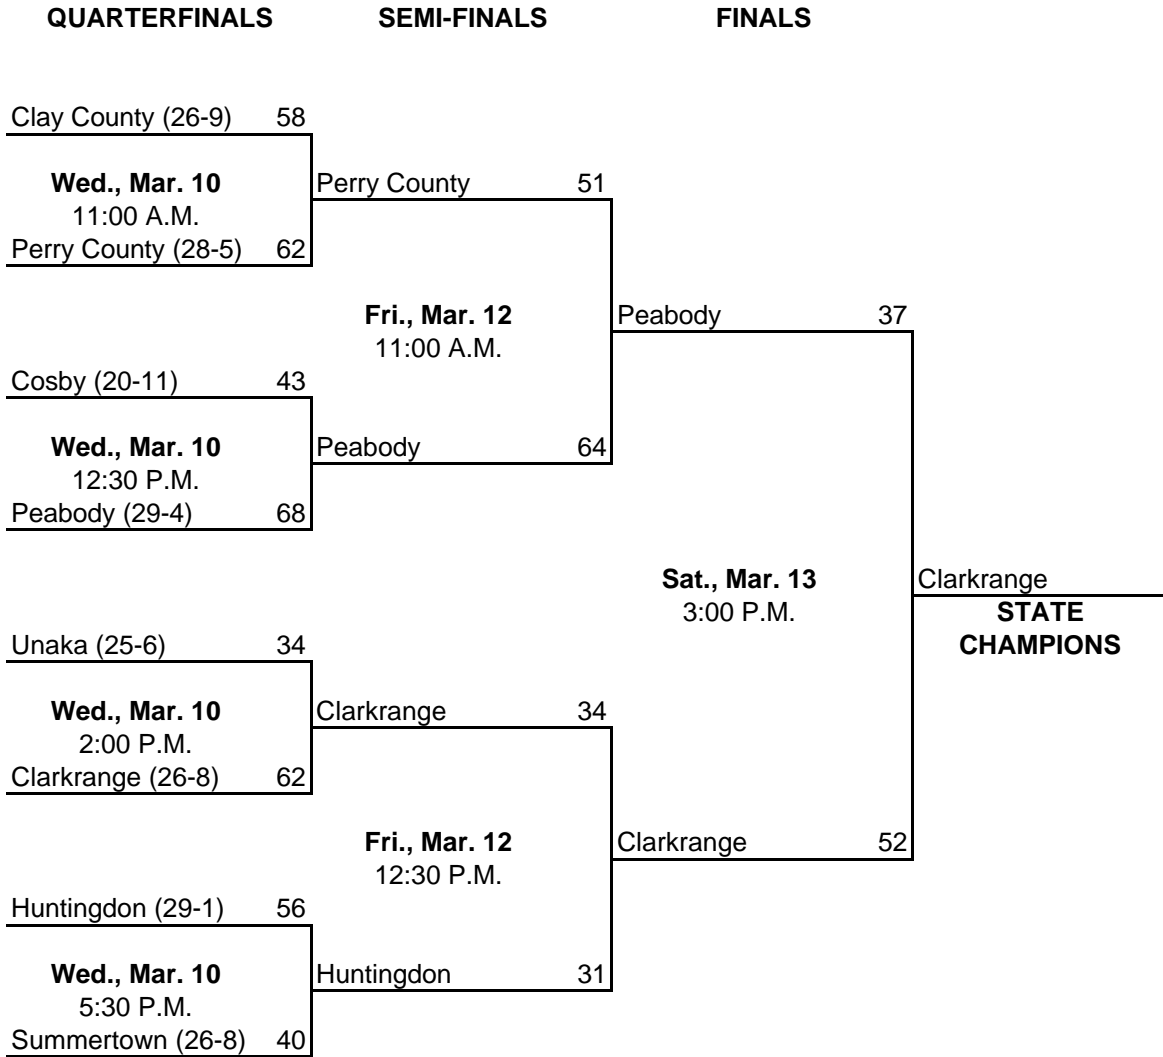 QUARTERFINALS SEMI-FINALS FINALS
Clay County (26-9) 58
Wed., Mar. 10
11:00 A.M.
Perry County (28-5) 62
Perry County 51
Cosby (20-11) 43
Wed., Mar. 10
12:30 P.M.
Peabody (29-4) 68
Fri., Mar. 12
11:00 A.M.
Peabody 64
Peabody 37
Unaka (25-6) 34
Wed., Mar. 10
2:00 P.M.
Clarkrange (26-8) 62
Clarkrange 34
Huntingdon (29-1) 56
Wed., Mar. 10
5:30 P.M.
Summertown (26-8) 40
Fri., Mar. 12
12:30 P.M.
Huntingdon 31
Clarkrange 52
Sat., Mar. 13
3:00 P.M.
Clarkrange
STATE
CHAMPIONS